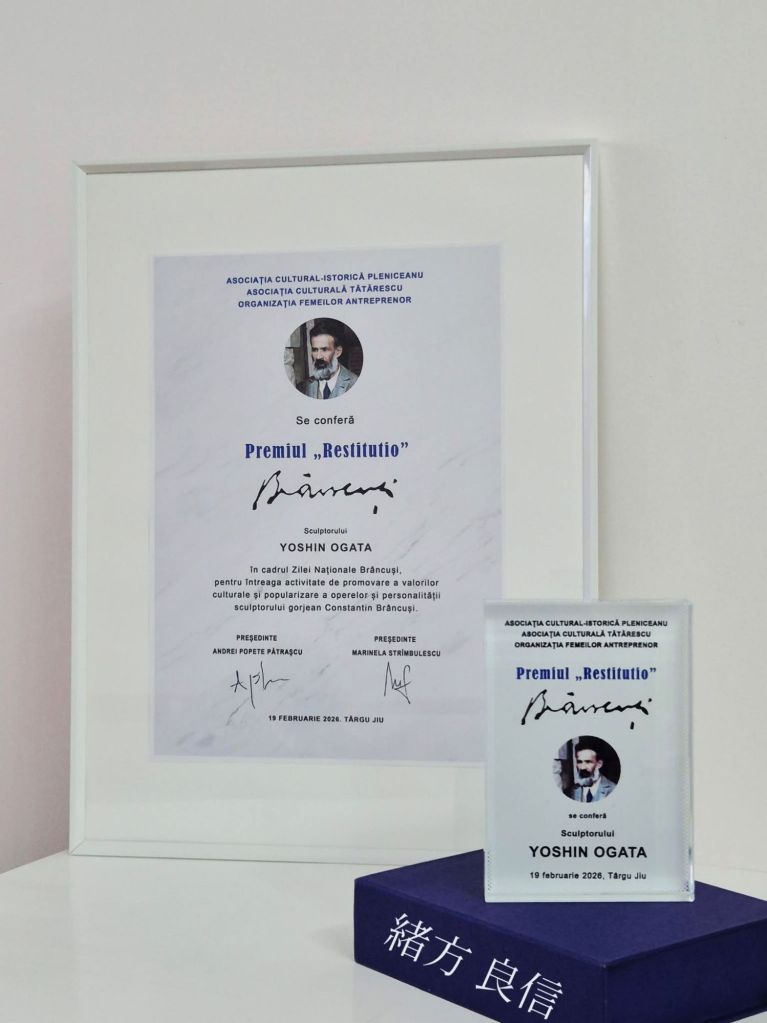 ASOCIAȚIA CULTURAL-ISTORICĂ PLENICEANU
ASOCIAȚIA CULTURALĂ TĂTĂRESCU
ORGANIZAȚIA FEMEILOR ANTREPRENOR
Se conferă
Premiul „Restitutio”
Brâncuși
Sculptorului
YOSHIN OGATA
în cadrul Zilei Naționale Brâncuși,
pentru întreaga activitate de promovare a valorilor
culturale și popularizare a operelor și personalității
sculptorului gorjean Constantin Brâncuși.
PREȘEDINTE
ANDREI POPETE PĂTRAȘCU
PREȘEDINTE
MARINELA STRÎMBULESCU
19 FEBRUARIE 2026. TÂRGU JIU
ASOCIAȚIA CULTURAL-ISTORICĂ PLENICEANU
ASOCIAȚIA CULTURALĂ TĂTĂRESCU
ORGANIZAȚIA FEMEILOR ANTREPRENOR
Premiul „Restitutio”
Brâncuși
se conferă
Sculptorului
YOSHIN OGATA
19 februarie 2026, Târgu Jiu
緒方 良信